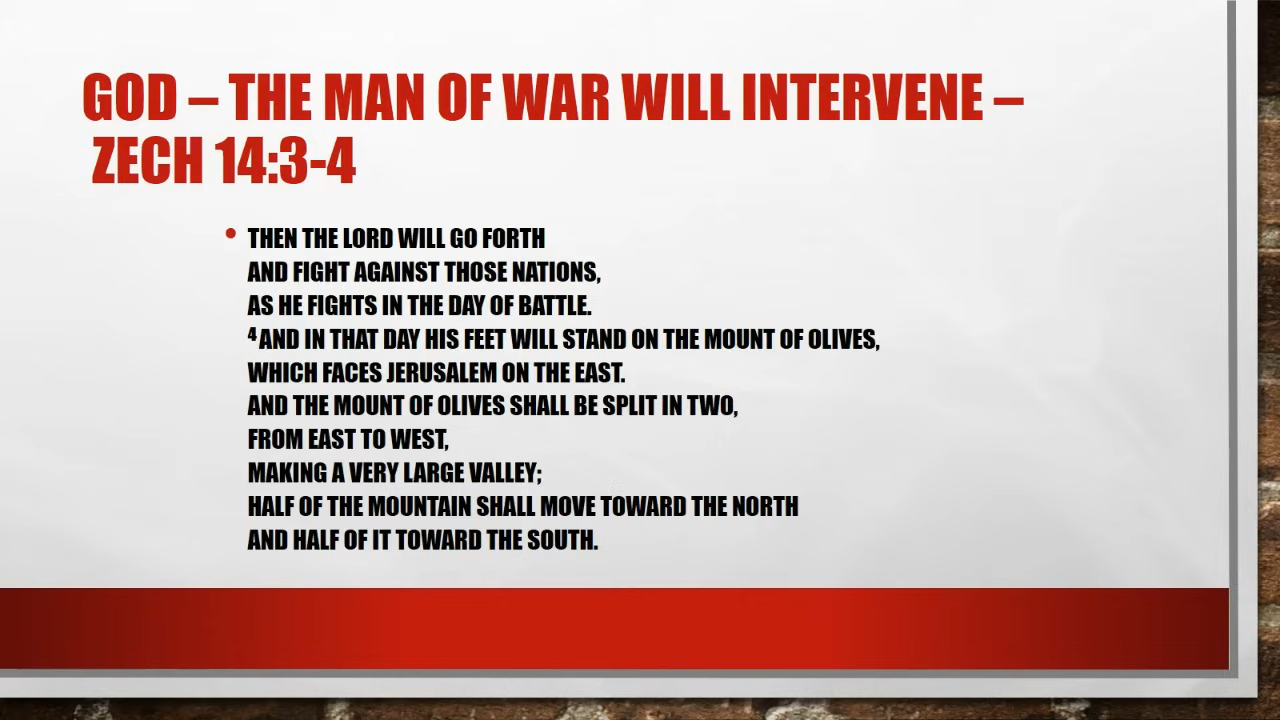 GOD – THE MAN OF WAR WILL INTERVENE –
ZECH 14:3-4
• THEN THE LORD WILL GO FORTH
AND FIGHT AGAINST THOSE NATIONS,
AS HE FIGHTS IN THE DAY OF BATTLE.
⁴ AND IN THAT DAY HIS FEET WILL STAND ON THE MOUNT OF OLIVES,
WHICH FACES JERUSALEM ON THE EAST.
AND THE MOUNT OF OLIVES SHALL BE SPLIT IN TWO,
FROM EAST TO WEST,
MAKING A VERY LARGE VALLEY;
HALF OF THE MOUNTAIN SHALL MOVE TOWARD THE NORTH
AND HALF OF IT TOWARD THE SOUTH.